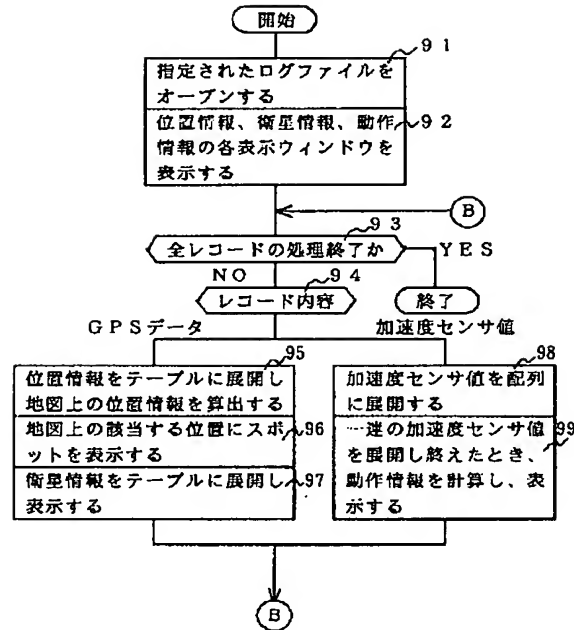 開始
91
指定されたログファイルを
オープンする
位置情報、衛星情報、動作
92
情報の各表示ウィンドウを
表示する
B
93
全レコードの処理終了か
YES
NO
94
レコード内容
終了
GPSデータ
加速度センサ値
95
位置情報をテーブルに展開し
地図上の位置情報を算出する
地図上の該当する位置にスポ
96
ットを表示する
衛星情報をテーブルに展開し
97
表示する
98
加速度センサ値を配列
に展開する
一連の加速度センサ値
99
を展開し終えたとき、
動作情報を計算し、表
示する
B